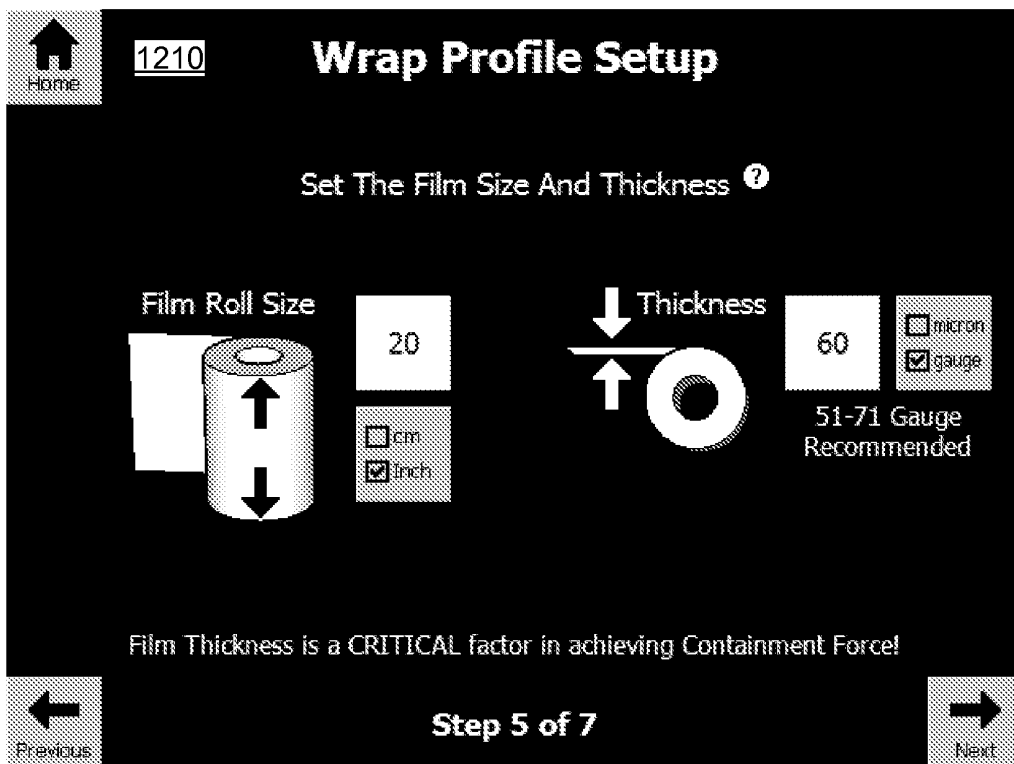 Home
1210
Wrap Profile Setup
Set The Film Size And Thickness ?
Film Roll Size
20
cm
Inch
Thickness
60
micron
gauge
51-71 Gauge
Recommended
Film Thickness is a CRITICAL factor in achieving Containment Force!
Previous
Step 5 of 7
Next